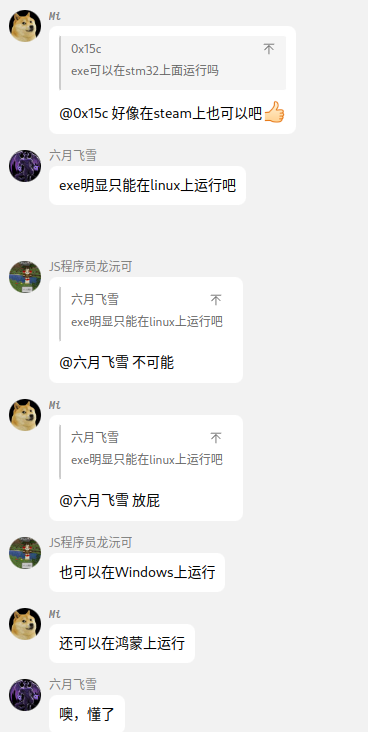 Mi
0x15c
exe可以在stm32上面运行吗
@0x15c 好像在steam上也可以吧👍
六月飞雪
exe明显只能在linux上运行吧
JS程序员龙沅可
六月飞雪
exe明显只能在linux上运行吧
@六月飞雪 不可能
Mi
六月飞雪
exe明显只能在linux上运行吧
@六月飞雪 放屁
JS程序员龙沅可
也可以在Windows上运行
Mi
还可以在鸿蒙上运行
六月飞雪
噢，懂了